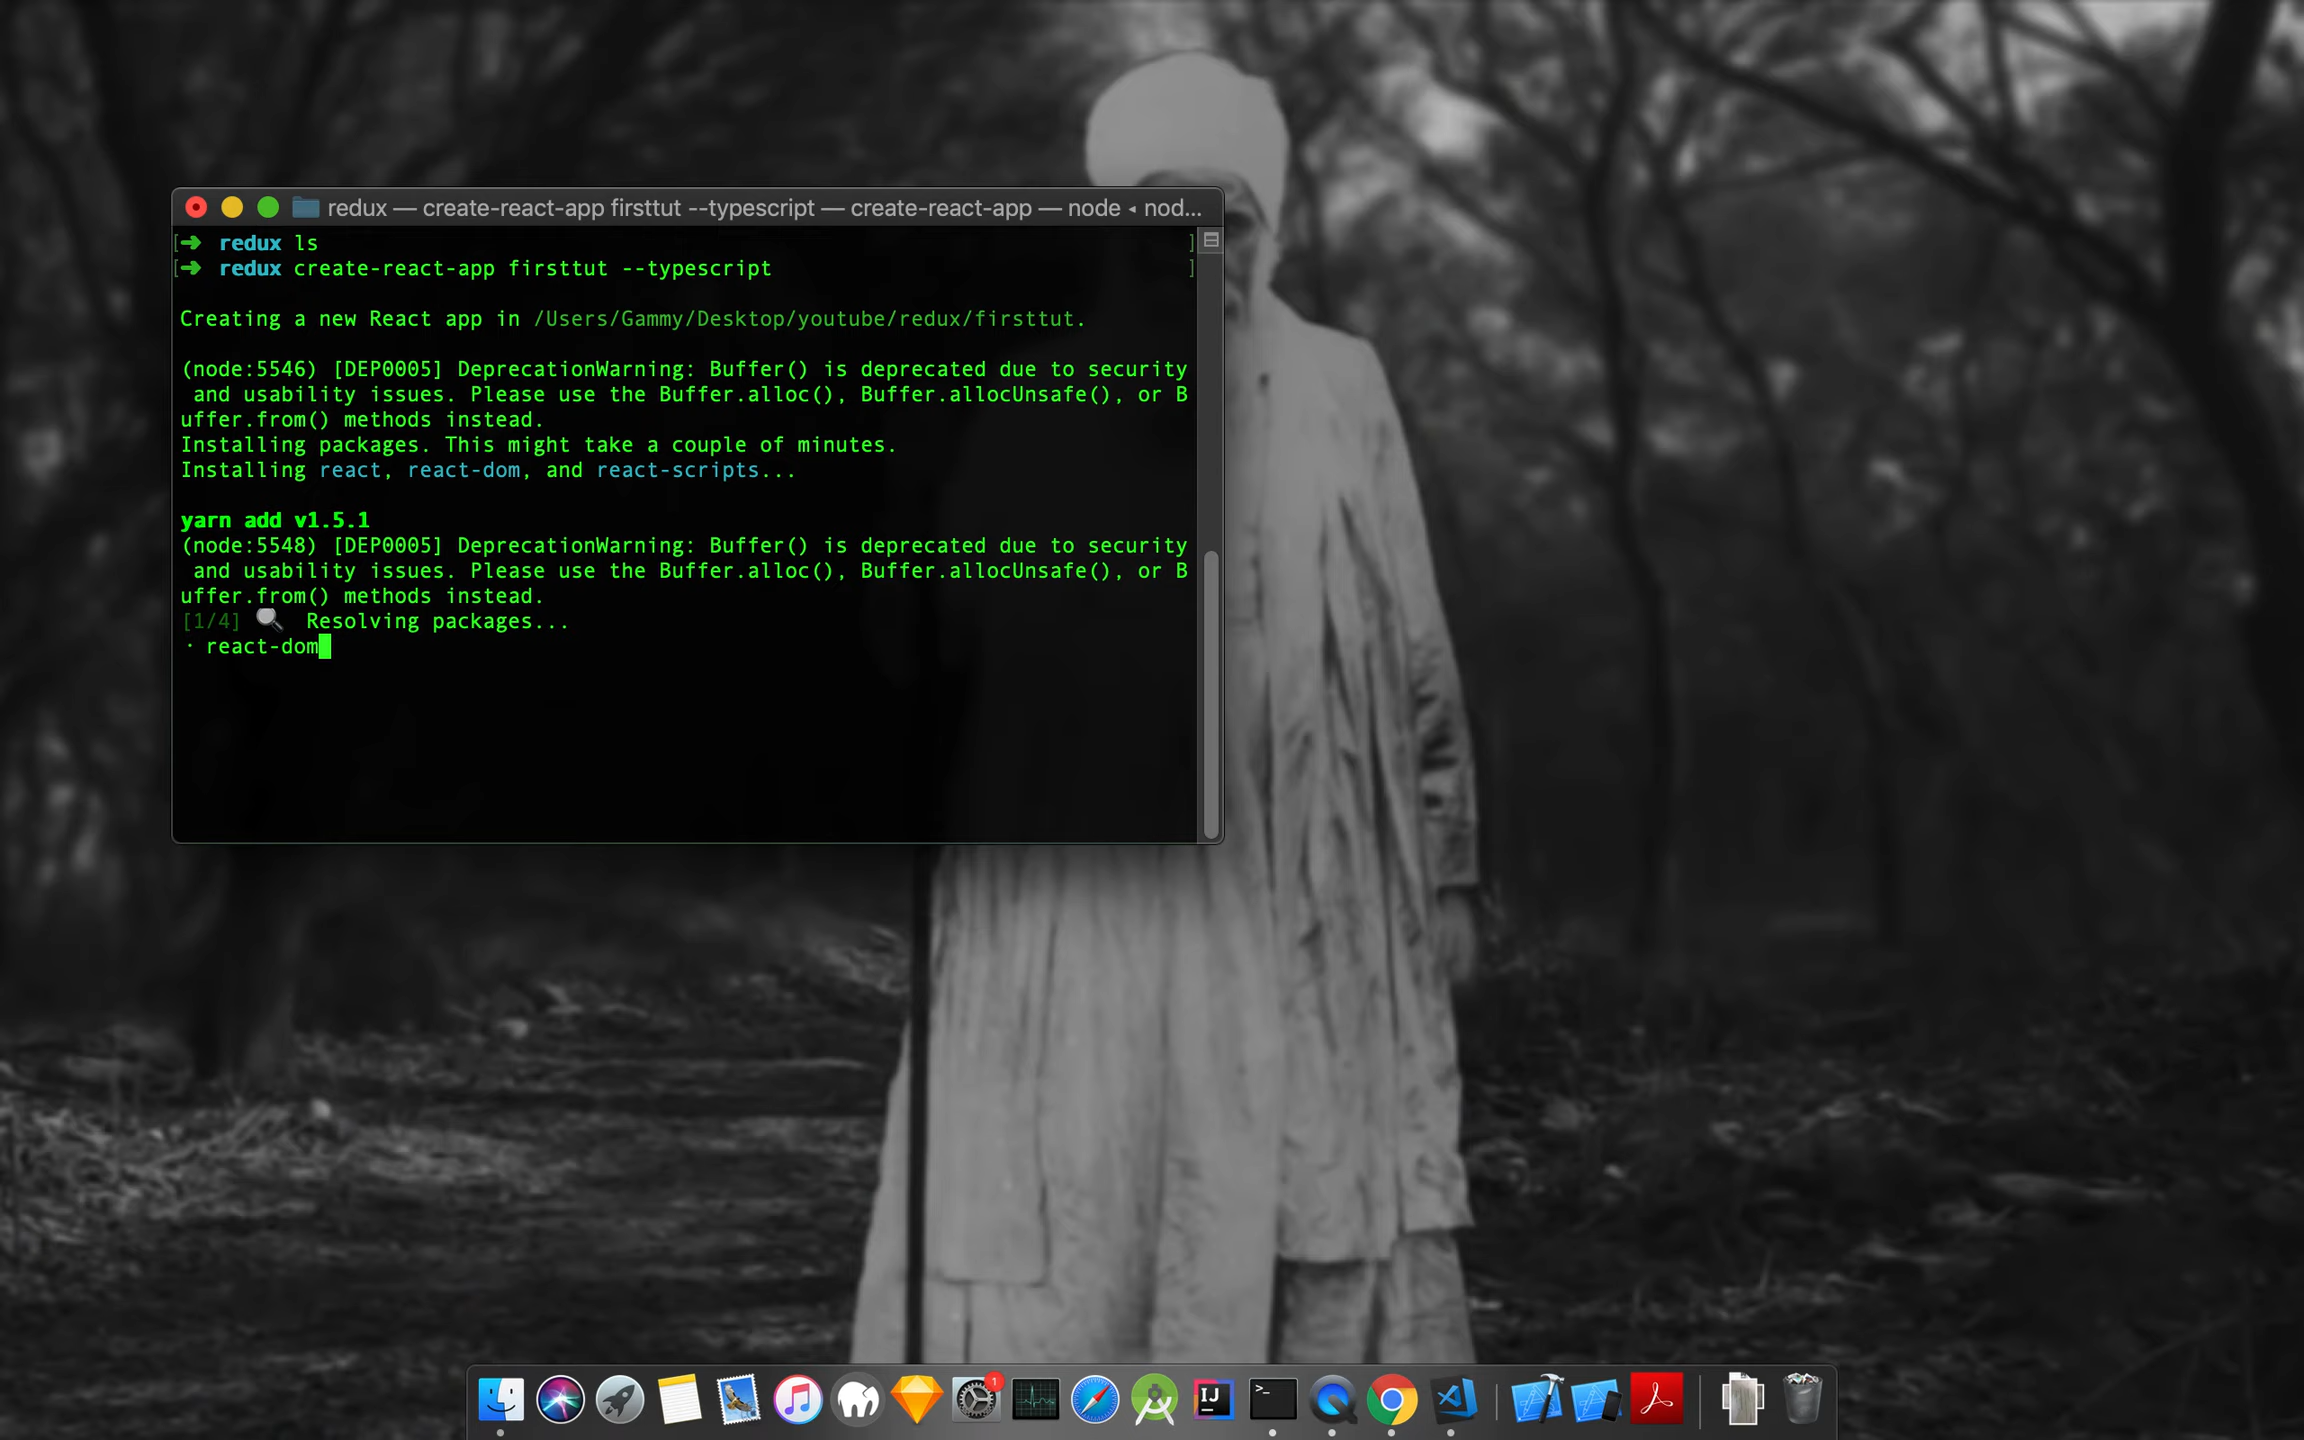 redux — create-react-app firsttut --typescript — create-react-app — node ◂ nod...
[➜ redux ls ]
[➜ redux create-react-app firsttut --typescript ]
Creating a new React app in /Users/Gammy/Desktop/youtube/redux/firsttut.
(node:5546) [DEP0005] DeprecationWarning: Buffer() is deprecated due to security
and usability issues. Please use the Buffer.alloc(), Buffer.allocUnsafe(), or B
uffer.from() methods instead.
Installing packages. This might take a couple of minutes.
Installing react, react-dom, and react-scripts...
yarn add v1.5.1
(node:5548) [DEP0005] DeprecationWarning: Buffer() is deprecated due to security
and usability issues. Please use the Buffer.alloc(), Buffer.allocUnsafe(), or B
uffer.from() methods instead.
[1/4] 🔍 Resolving packages...
· react-dom
1
IJ
>_